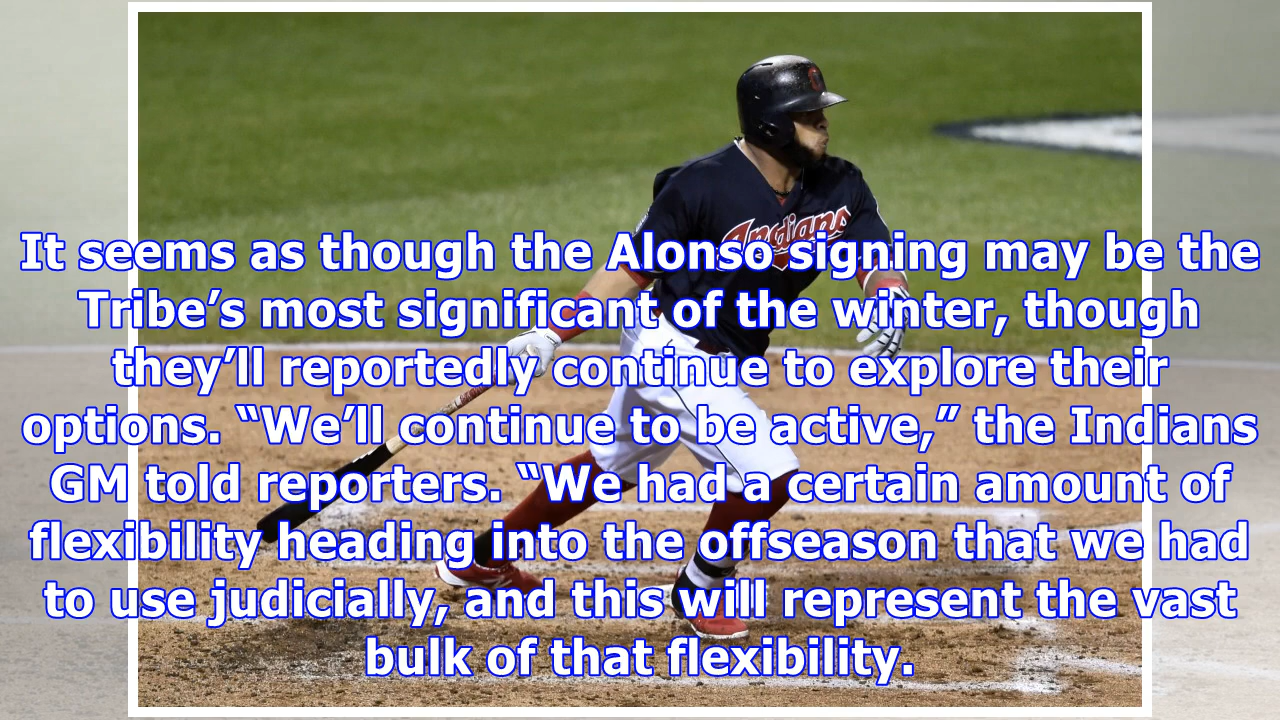 Indians
It seems as though the Alonso signing may be the
Tribe’s most significant of the winter, though
they’ll reportedly continue to explore their
options. “We’ll continue to be active,” the Indians
GM told reporters. “We had a certain amount of
flexibility heading into the offseason that we had
to use judicially, and this will represent the vast
bulk of that flexibility.